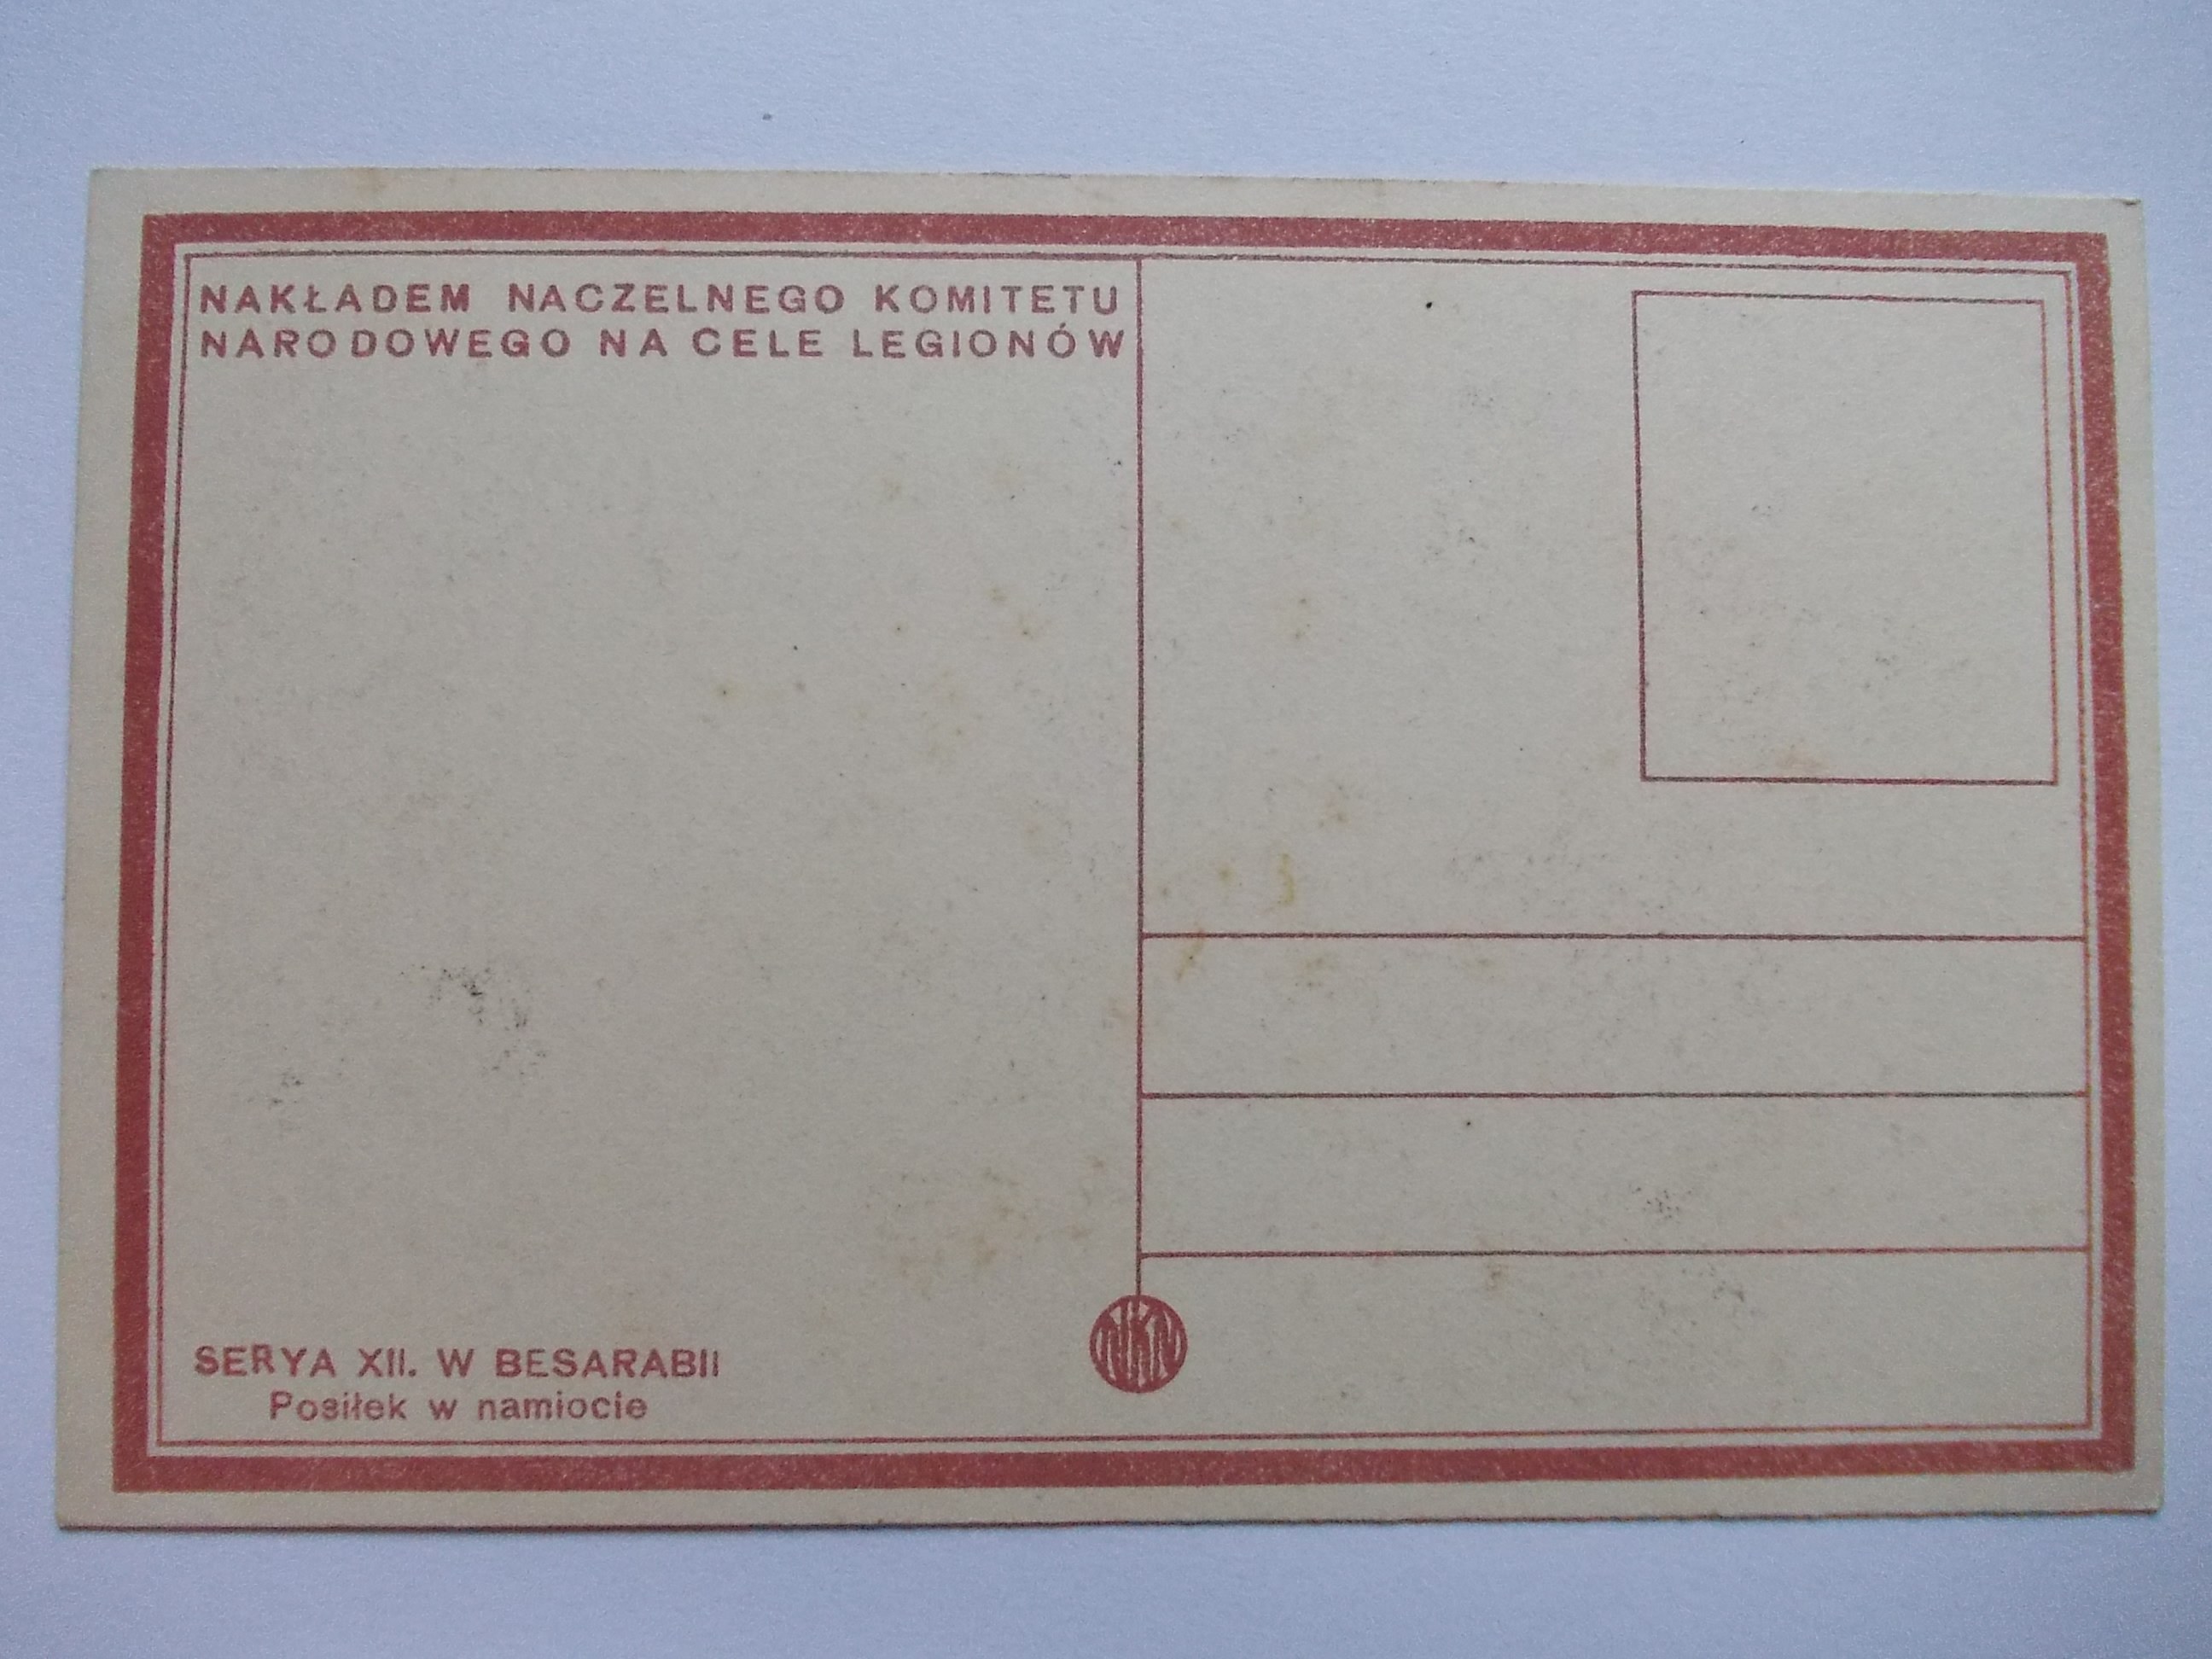 NAKŁADEM NACZELNEGO KOMITETU
NARODOWEGO NA CELE LEGIONÓW
NKN
SERYA XII. W BESARABII
Posiłek w namiocie